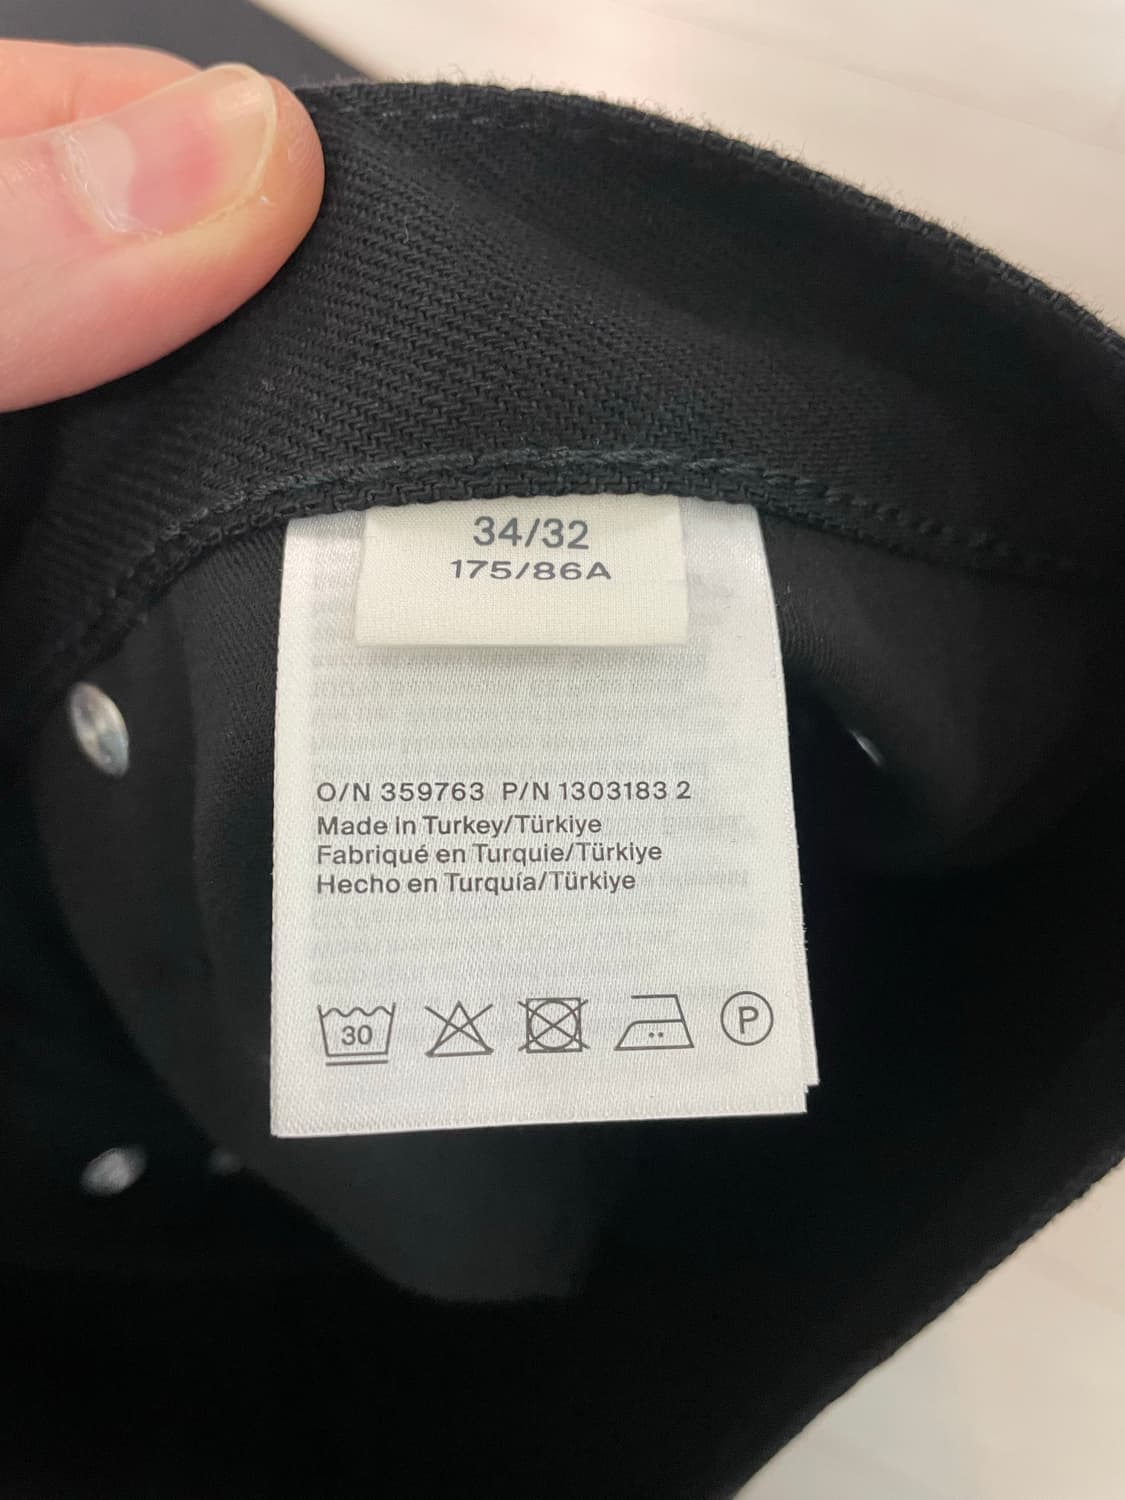 34/32
175/86A
O/N 359763 P/N 1303183 2
Made in Turkey/Türkiye
Fabriqué en Turquie/Türkiye
Hecho en Turquía/Türkiye
30
P